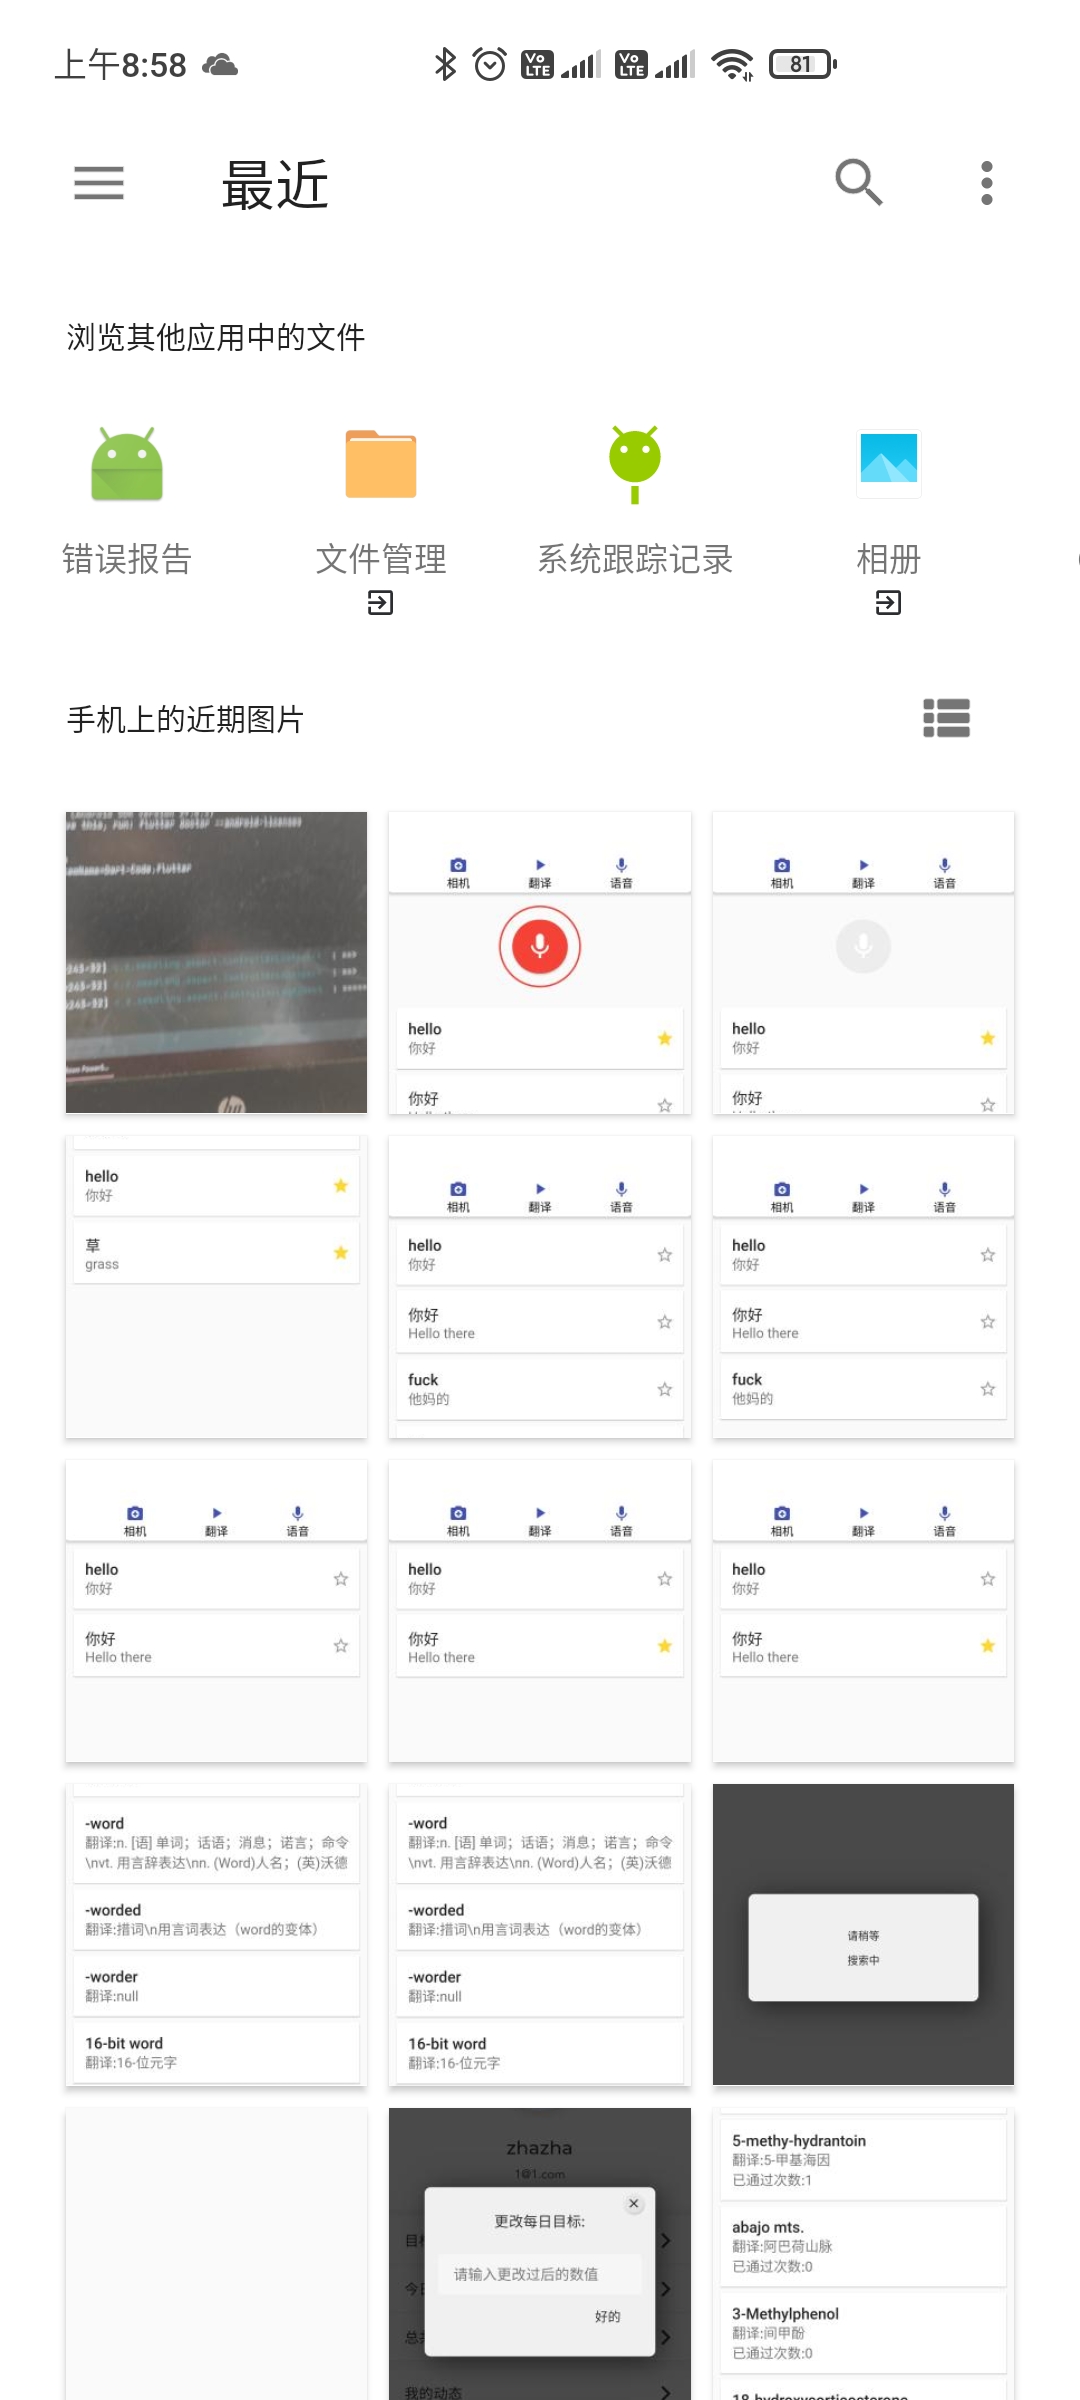 上午8:58
Vo LTE
Vo LTE
81
最近
浏览其他应用中的文件
错误报告
文件管理
系统跟踪记录
相册
手机上的近期图片
相机 翻译 语音
hello
你好
你好
相机 翻译 语音
hello
你好
你好
hello
你好
草
grass
相机 翻译 语音
hello
你好
你好
Hello there
fuck
他妈的
相机 翻译 语音
hello
你好
你好
Hello there
fuck
他妈的
相机 翻译 语音
hello
你好
你好
Hello there
相机 翻译 语音
hello
你好
你好
Hello there
相机 翻译 语音
hello
你好
你好
Hello there
-word
翻译:n. [语] 单词；话语；消息；诺言；命令
\nvt. 用言辞表达\nn. (Word)人名；(英)沃德
-worded
翻译:措词\n用言词表达（word的变体）
-worder
翻译:null
16-bit word
翻译:16-位元字
-word
翻译:n. [语] 单词；话语；消息；诺言；命令
\nvt. 用言辞表达\nn. (Word)人名；(英)沃德
-worded
翻译:措词\n用言词表达（word的变体）
-worder
翻译:null
16-bit word
翻译:16-位元字
请稍等
搜索中
zhazha
1@1.com
更改每日目标:
请输入更改过后的数值
好的
我的动态
5-methy-hydrantoin
翻译:5-甲基海因
已通过次数:1
abajo mts.
翻译:阿巴荷山脉
已通过次数:0
3-Methylphenol
翻译:间甲酚
已通过次数:0